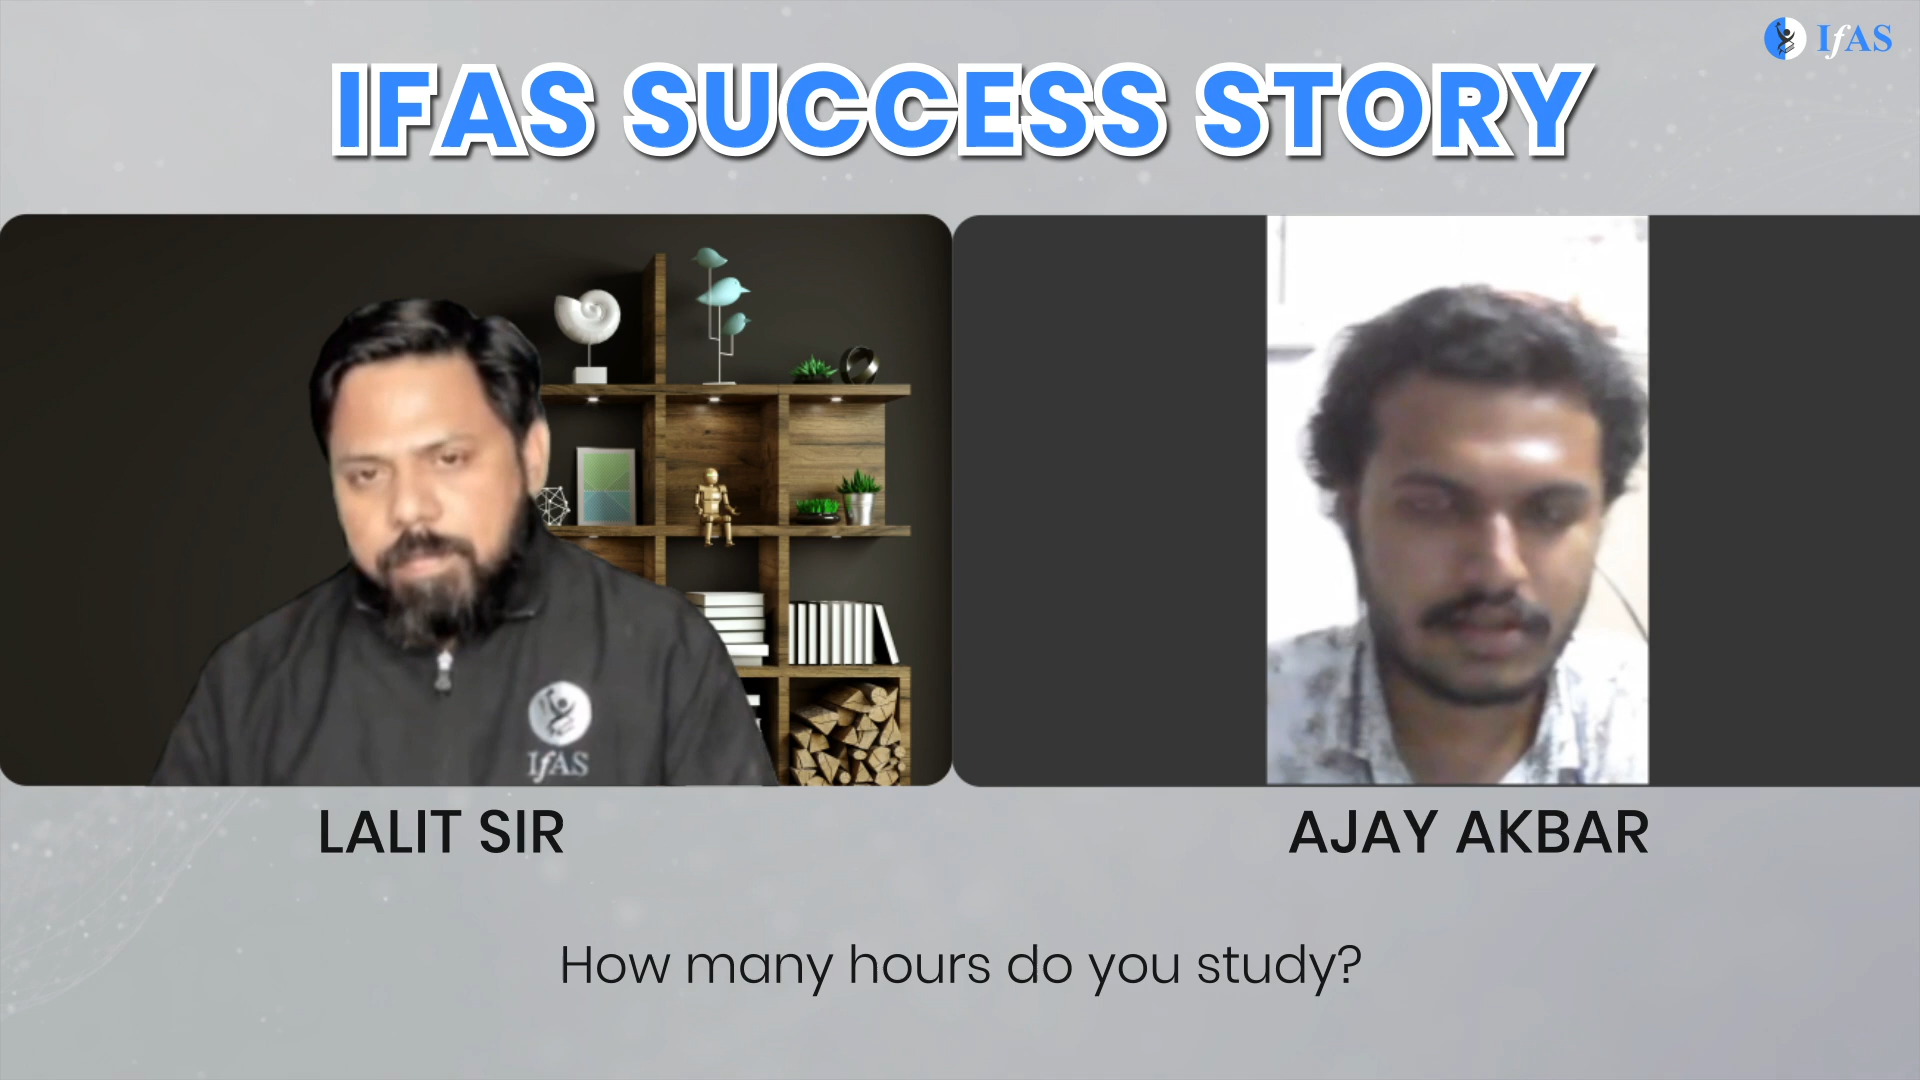 IfAS
IFAS SUCCESS STORY
IfAS
LALIT SIR
AJAY AKBAR
How many hours do you study?